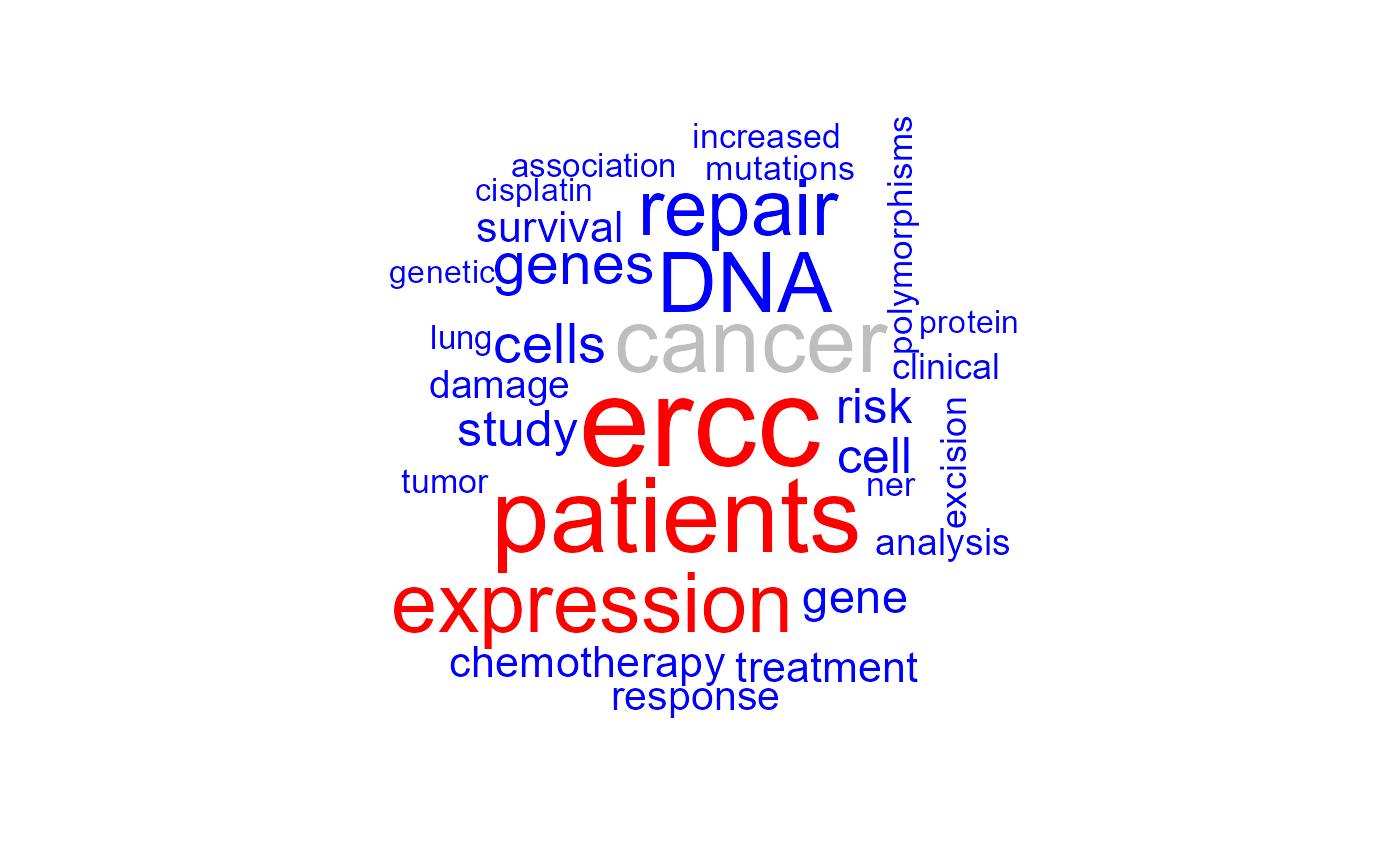 increased
association
mutations
polymorphisms
cisplatin
repair
survival
genes
genetic
DNA
protein
lung
cells
cancer
clinical
damage
ercc
risk
study
cell
excision
tumor
ner
patients
analysis
expression
gene
chemotherapy
treatment
response